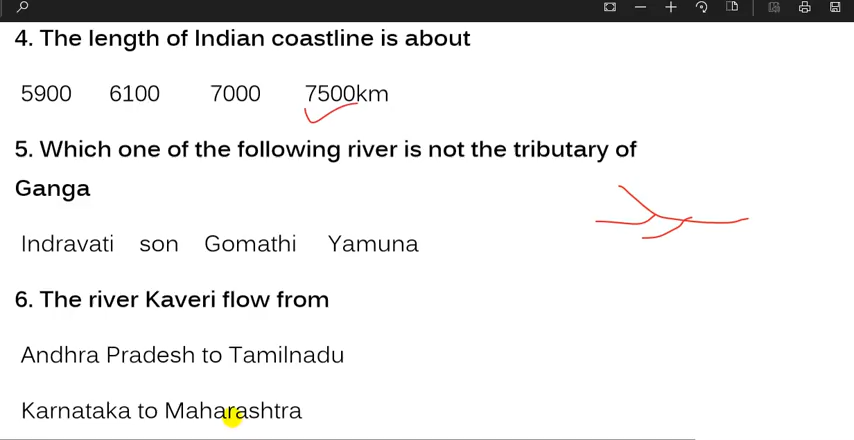 4. The length of Indian coastline is about
5900 6100 7000 7500km
5. Which one of the following river is not the tributary of
Ganga
Indravati son Gomathi Yamuna
6. The river Kaveri flow from
Andhra Pradesh to Tamilnadu
Karnataka to Maharashtra